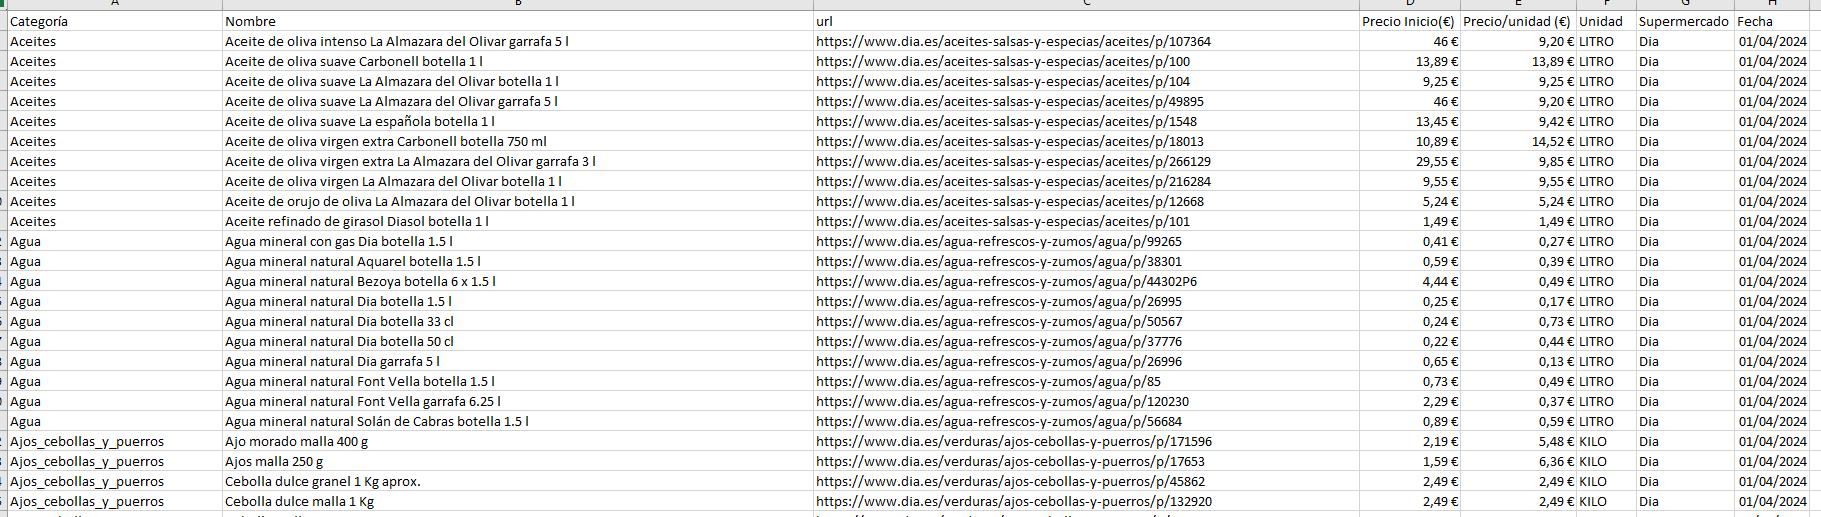 A B C D E F G H
Categoría Nombre url Precio Inicio(€) Precio/unidad (€) Unidad Supermercado Fecha
Aceites Aceite de oliva intenso La Almazara del Olivar garrafa 5 l https://www.dia.es/aceites-salsas-y-especias/aceites/p/107364 46 € 9,20 € LITRO Dia 01/04/2024
Aceites Aceite de oliva suave Carbonell botella 1 l https://www.dia.es/aceites-salsas-y-especias/aceites/p/100 13,89 € 13,89 € LITRO Dia 01/04/2024
Aceites Aceite de oliva suave La Almazara del Olivar botella 1 l https://www.dia.es/aceites-salsas-y-especias/aceites/p/104 9,25 € 9,25 € LITRO Dia 01/04/2024
Aceites Aceite de oliva suave La Almazara del Olivar garrafa 5 l https://www.dia.es/aceites-salsas-y-especias/aceites/p/49895 46 € 9,20 € LITRO Dia 01/04/2024
Aceites Aceite de oliva suave La española botella 1 l https://www.dia.es/aceites-salsas-y-especias/aceites/p/1548 13,45 € 9,42 € LITRO Dia 01/04/2024
Aceites Aceite de oliva virgen extra Carbonell botella 750 ml https://www.dia.es/aceites-salsas-y-especias/aceites/p/18013 10,89 € 14,52 € LITRO Dia 01/04/2024
Aceites Aceite de oliva virgen extra La Almazara del Olivar garrafa 3 l https://www.dia.es/aceites-salsas-y-especias/aceites/p/266129 29,55 € 9,85 € LITRO Dia 01/04/2024
Aceites Aceite de oliva virgen La Almazara del Olivar botella 1 l https://www.dia.es/aceites-salsas-y-especias/aceites/p/216284 9,55 € 9,55 € LITRO Dia 01/04/2024
Aceites Aceite de orujo de oliva La Almazara del Olivar botella 1 l https://www.dia.es/aceites-salsas-y-especias/aceites/p/12668 5,24 € 5,24 € LITRO Dia 01/04/2024
Aceites Aceite refinado de girasol Diasol botella 1 l https://www.dia.es/aceites-salsas-y-especias/aceites/p/101 1,49 € 1,49 € LITRO Dia 01/04/2024
Agua Agua mineral con gas Dia botella 1.5 l https://www.dia.es/agua-refrescos-y-zumos/agua/p/99265 0,41 € 0,27 € LITRO Dia 01/04/2024
Agua Agua mineral natural Aquarel botella 1.5 l https://www.dia.es/agua-refrescos-y-zumos/agua/p/38301 0,59 € 0,39 € LITRO Dia 01/04/2024
Agua Agua mineral natural Bezoya botella 6 x 1.5 l https://www.dia.es/agua-refrescos-y-zumos/agua/p/44302P6 4,44 € 0,49 € LITRO Dia 01/04/2024
Agua Agua mineral natural Dia botella 1.5 l https://www.dia.es/agua-refrescos-y-zumos/agua/p/26995 0,25 € 0,17 € LITRO Dia 01/04/2024
Agua Agua mineral natural Dia botella 33 cl https://www.dia.es/agua-refrescos-y-zumos/agua/p/50567 0,24 € 0,73 € LITRO Dia 01/04/2024
Agua Agua mineral natural Dia botella 50 cl https://www.dia.es/agua-refrescos-y-zumos/agua/p/37776 0,22 € 0,44 € LITRO Dia 01/04/2024
Agua Agua mineral natural Dia garrafa 5 l https://www.dia.es/agua-refrescos-y-zumos/agua/p/26996 0,65 € 0,13 € LITRO Dia 01/04/2024
Agua Agua mineral natural Font Vella botella 1.5 l https://www.dia.es/agua-refrescos-y-zumos/agua/p/85 0,73 € 0,49 € LITRO Dia 01/04/2024
Agua Agua mineral natural Font Vella garrafa 6.25 l https://www.dia.es/agua-refrescos-y-zumos/agua/p/120230 2,29 € 0,37 € LITRO Dia 01/04/2024
Agua Agua mineral natural Solán de Cabras botella 1.5 l https://www.dia.es/agua-refrescos-y-zumos/agua/p/56684 0,89 € 0,59 € LITRO Dia 01/04/2024
Ajos_cebollas_y_puerros Ajo morado malla 400 g https://www.dia.es/verduras/ajos-cebollas-y-puerros/p/171596 2,19 € 5,48 € KILO Dia 01/04/2024
Ajos_cebollas_y_puerros Ajos malla 250 g https://www.dia.es/verduras/ajos-cebollas-y-puerros/p/17653 1,59 € 6,36 € KILO Dia 01/04/2024
Ajos_cebollas_y_puerros Cebolla dulce granel 1 Kg aprox. https://www.dia.es/verduras/ajos-cebollas-y-puerros/p/45862 2,49 € 2,49 € KILO Dia 01/04/2024
Ajos_cebollas_y_puerros Cebolla dulce malla 1 Kg https://www.dia.es/verduras/ajos-cebollas-y-puerros/p/132920 2,49 € 2,49 € KILO Dia 01/04/2024